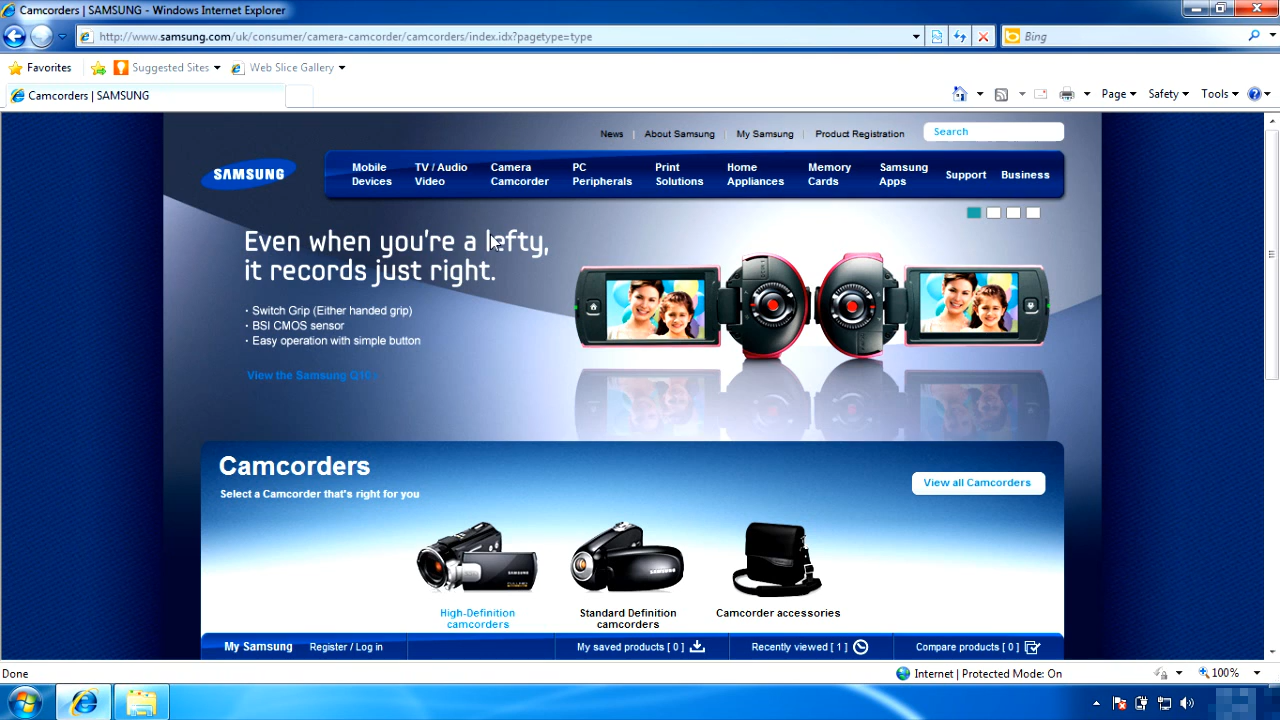 Camcorders | SAMSUNG - Windows Internet Explorer
http://www.samsung.com/uk/consumer/camera-camcorder/camcorders/index.idx?pagetype=type
Bing
Favorites
Suggested Sites
Web Slice Gallery
Camcorders | SAMSUNG
Page
Safety
Tools
News
About Samsung
My Samsung
Product Registration
Search
SAMSUNG
Mobile Devices
TV / Audio Video
Camera Camcorder
PC Peripherals
Print Solutions
Home Appliances
Memory Cards
Samsung Apps
Support
Business
Even when you're a lefty,
it records just right.
· Switch Grip (Either handed grip)
· BSI CMOS sensor
· Easy operation with simple button
View the Samsung Q10
Camcorders
Select a Camcorder that's right for you
View all Camcorders
SAMSUNG
SAMSUNG
High-Definition camcorders
Standard Definition camcorders
Camcorder accessories
My Samsung
Register / Log in
My saved products [ 0 ]
Recently viewed [ 1 ]
Compare products [ 0 ]
Done
Internet | Protected Mode: On
100%